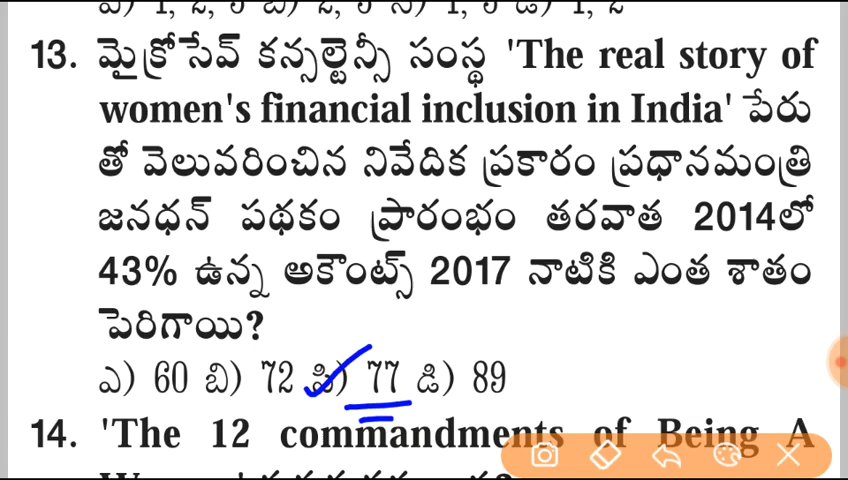 13. మైక్రోసేవ్ కన్సల్టెన్సీ సంస్థ 'The real story of
women's financial inclusion in India' పేరు
తో వెలువరించిన నివేదిక ప్రకారం ప్రధానమంత్రి
జనధన్ పథకం ప్రారంభం తరవాత 2014లో
43% ఉన్న అకౌంట్స్ 2017 నాటికి ఎంత శాతం
పెరిగాయి?
ఎ) 60 బి) 72 సి) 77 డి) 89
14. 'The 12 commandments of Being A